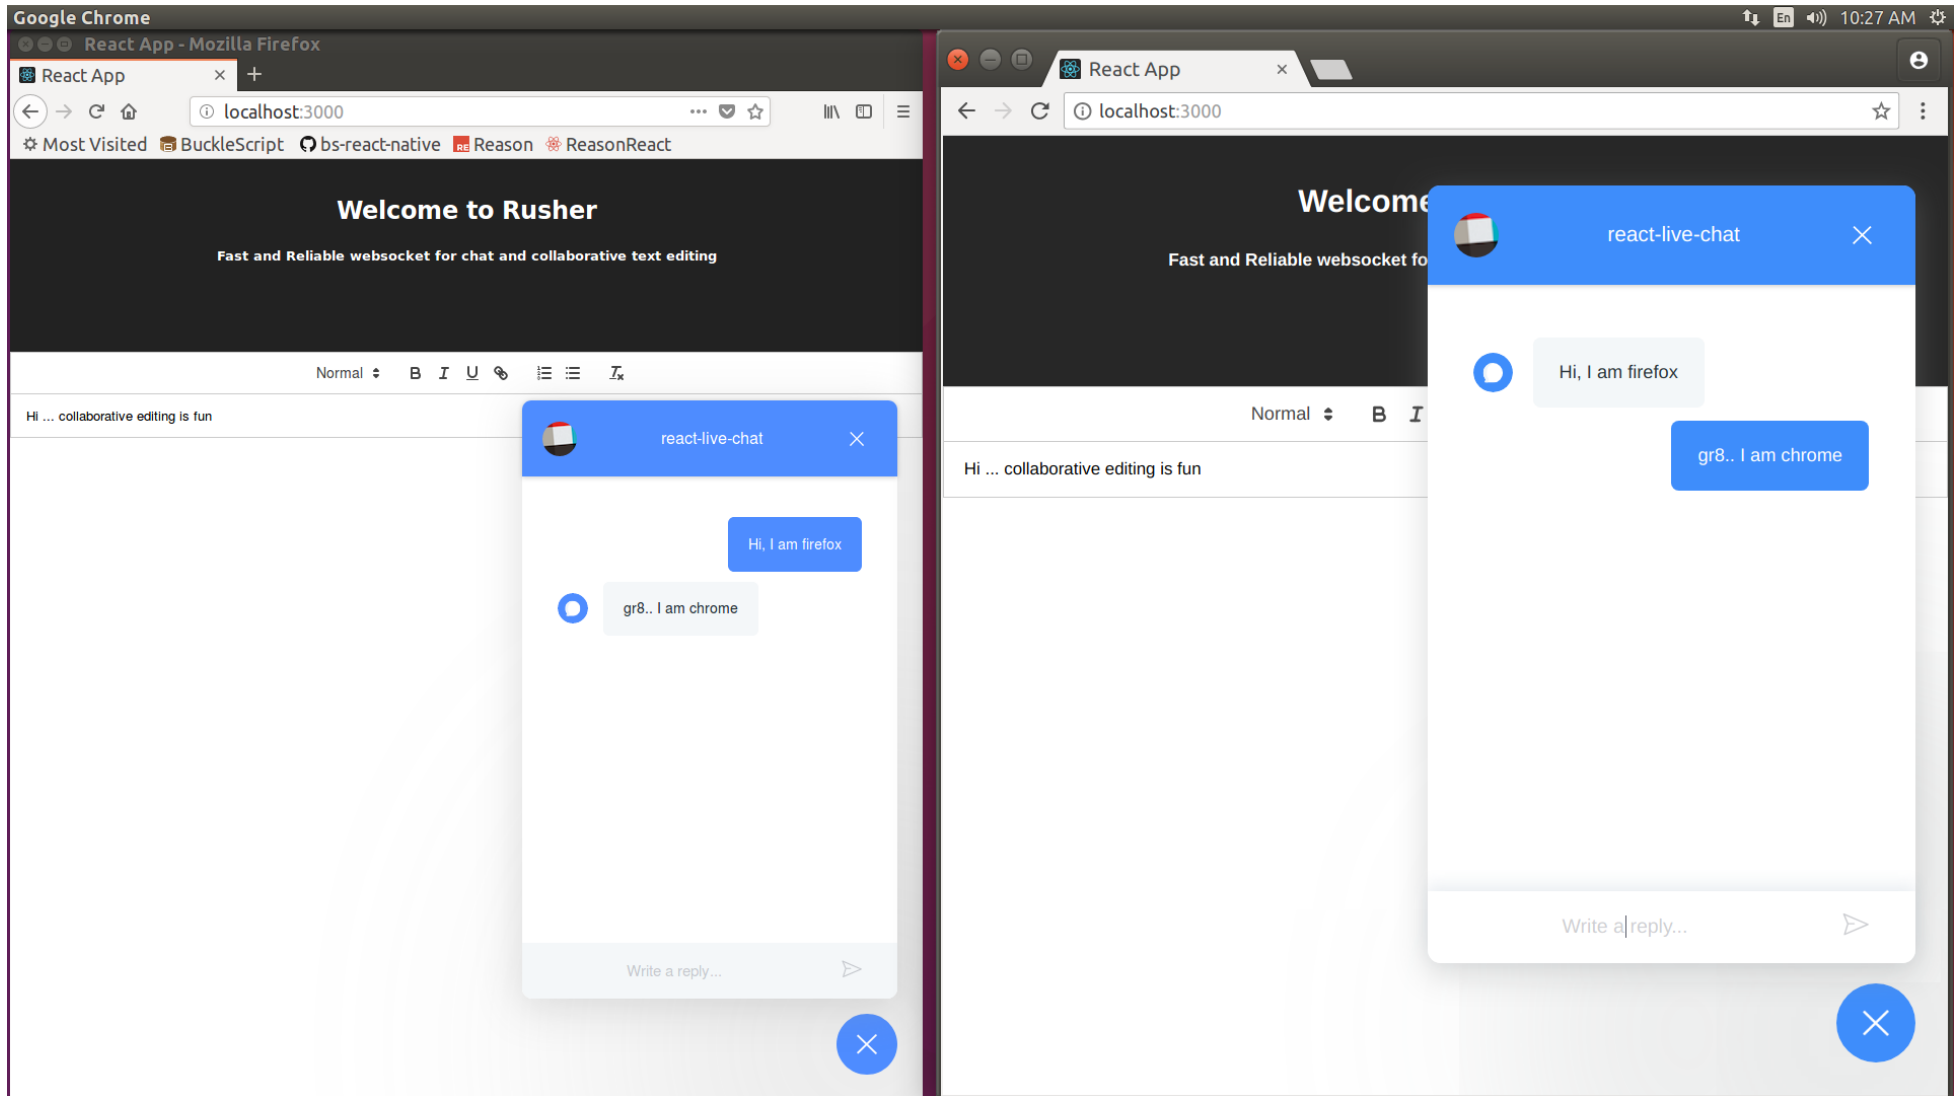 Google Chrome
En
10:27 AM
React App - Mozilla Firefox
React App
localhost:3000
Most Visited
BuckleScript
bs-react-native
RE Reason
ReasonReact
Welcome to Rusher
Fast and Reliable websocket for chat and collaborative text editing
Normal
B I U
Hi ... collaborative editing is fun
react-live-chat
Hi, I am firefox
gr8.. I am chrome
Write a reply...
React App
localhost:3000
Welcome
Fast and Reliable websocket fo
Normal
B I
Hi ... collaborative editing is fun
react-live-chat
Hi, I am firefox
gr8.. I am chrome
Write a reply...